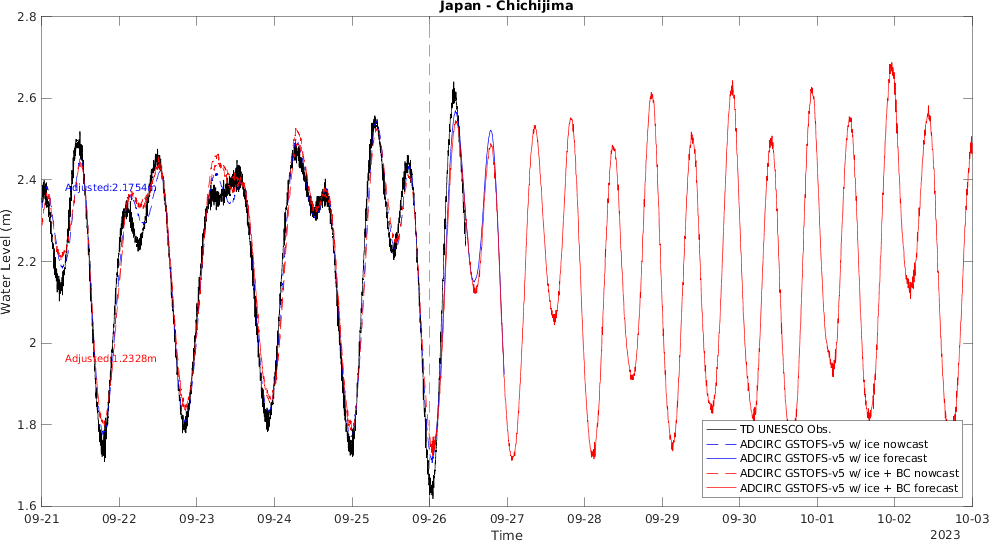 Japan - Chichijima
2.8
2.6
2.4
2.2
2
1.8
1.6
Water Level (m)
Adjusted:2.1754m
Adjusted:1.2328m
TD UNESCO Obs.
ADCIRC GSTOFS-v5 w/ ice nowcast
ADCIRC GSTOFS-v5 w/ ice forecast
ADCIRC GSTOFS-v5 w/ ice + BC nowcast
ADCIRC GSTOFS-v5 w/ ice + BC forecast
09-21 09-22 09-23 09-24 09-25 09-26 09-27 09-28 09-29 09-30 10-01 10-02 10-03
Time
2023